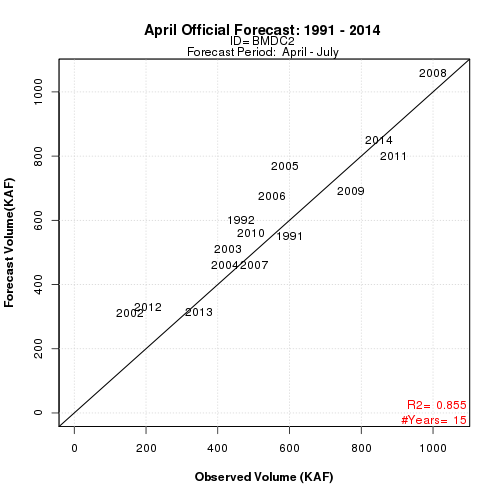 April Official Forecast: 1991 - 2014
ID= BMDC2
Forecast Period:  April - July
Forecast Volume(KAF)
1000
800
600
400
200
0
2008
2014
2011
2005
2009
2006
1992
2010
1991
2003
2004
2007
2012
2002
2013
R2= 0.855
#Years= 15
0 200 400 600 800 1000
Observed Volume (KAF)